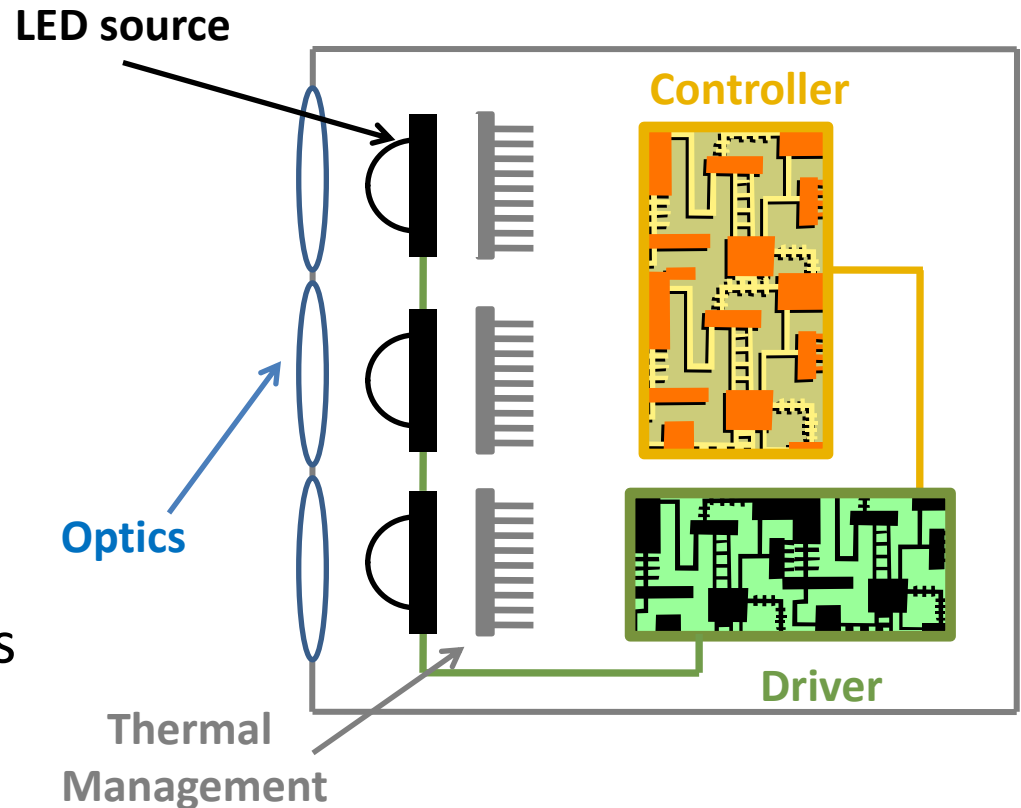 LED source
Controller
Optics
s
Driver
Thermal
Management